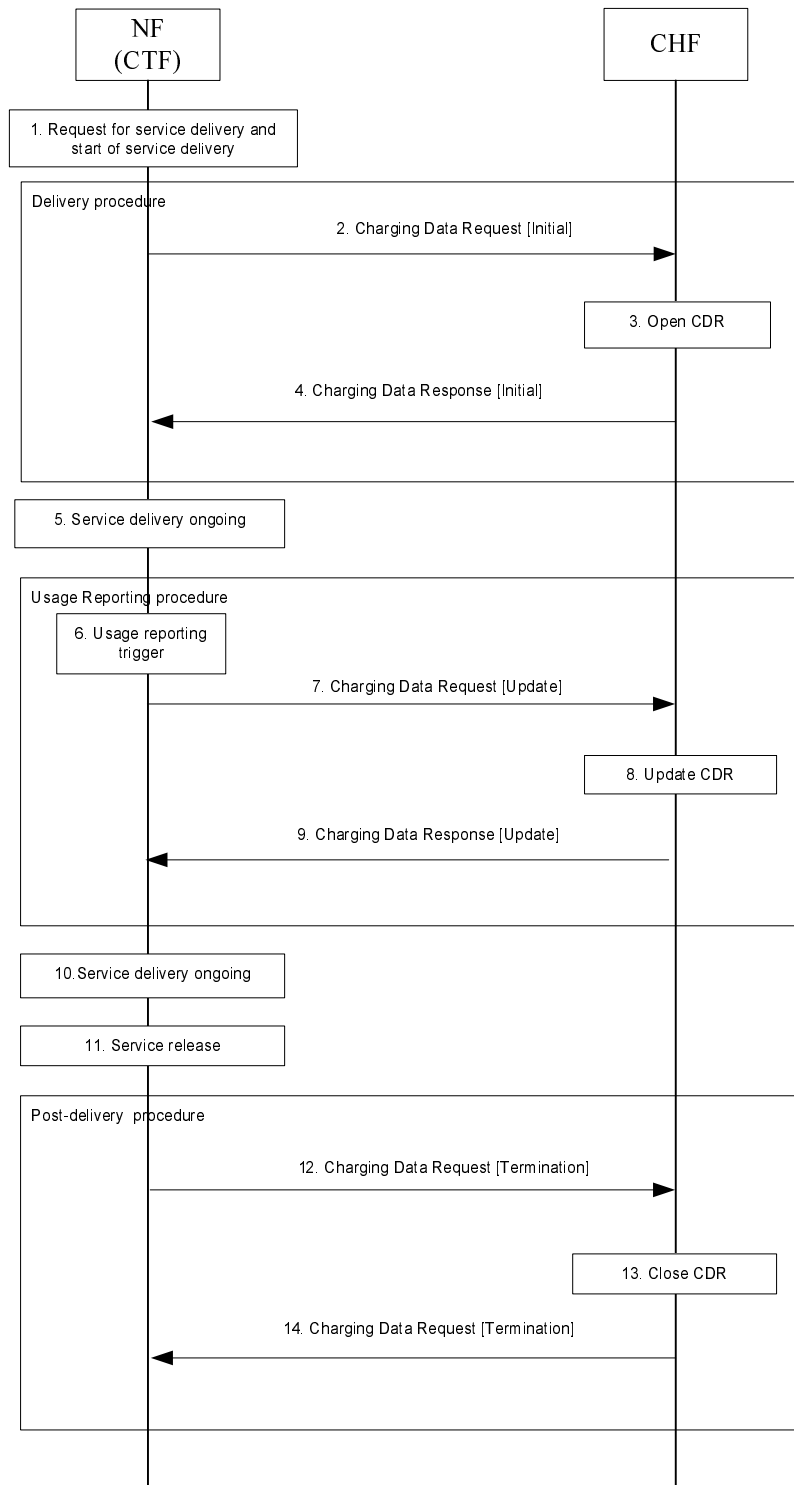 NF
(CTF)
CHF
1. Request for service delivery and
start of service delivery
Delivery procedure
2. Charging Data Request [Initial]
3. Open CDR
4. Charging Data Response [Initial]
5. Service delivery ongoing
Usage Reporting procedure
6. Usage reporting
trigger
7. Charging Data Request [Update]
8. Update CDR
9. Charging Data Response [Update]
10.Service delivery ongoing
11. Service release
Post-delivery procedure
12. Charging Data Request [Termination]
13. Close CDR
14. Charging Data Request [Termination]